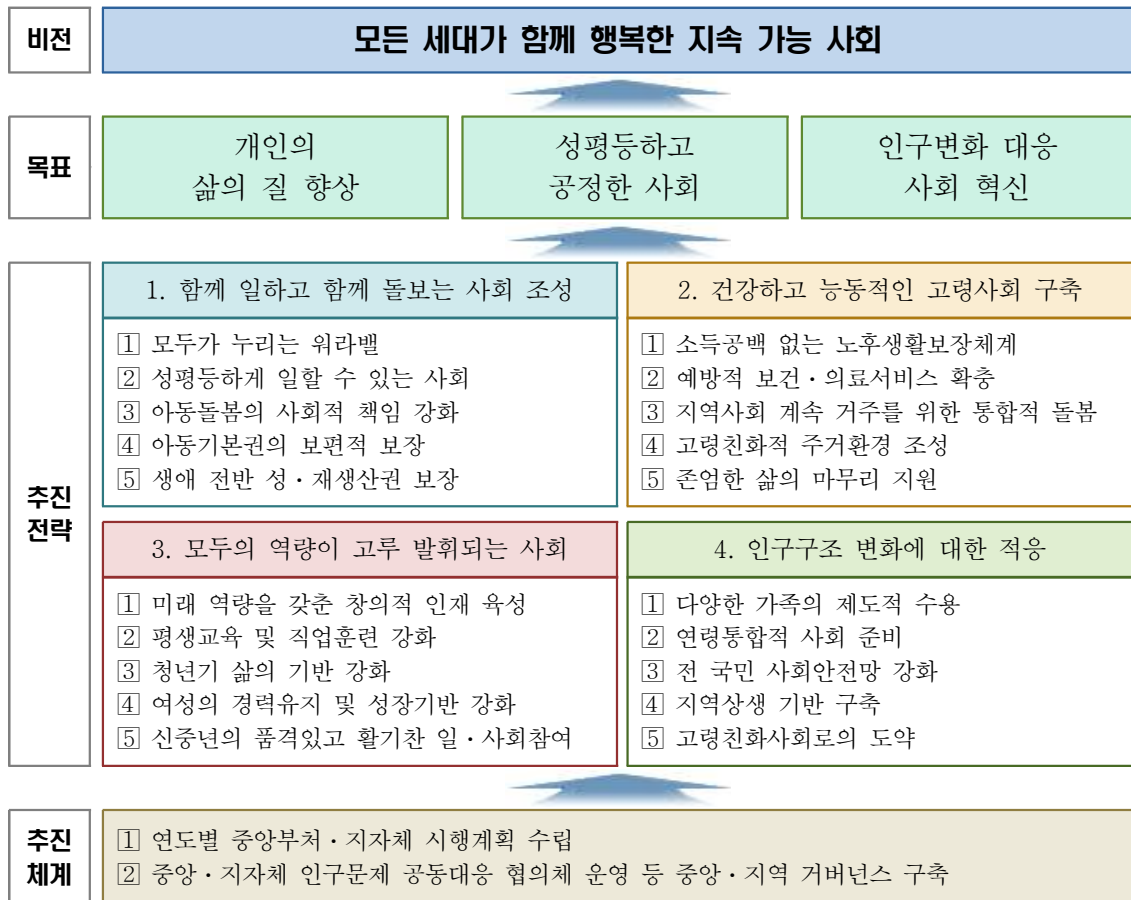 비전
모든 세대가 함께 행복한 지속 가능 사회
목표
개인의
삶의 질 향상
성평등하고
공정한 사회
인구변화 대응
사회 혁신
추진
전략
1. 함께 일하고 함께 돌보는 사회 조성
1 모두가 누리는 워라밸
2 성평등하게 일할 수 있는 사회
3 아동돌봄의 사회적 책임 강화
4 아동기본권의 보편적 보장
5 생애 전반 성·재생산권 보장
2. 건강하고 능동적인 고령사회 구축
1 소득공백 없는 노후생활보장체계
2 예방적 보건·의료서비스 확충
3 지역사회 계속 거주를 위한 통합적 돌봄
4 고령친화적 주거환경 조성
5 존엄한 삶의 마무리 지원
3. 모두의 역량이 고루 발휘되는 사회
1 미래 역량을 갖춘 창의적 인재 육성
2 평생교육 및 직업훈련 강화
3 청년기 삶의 기반 강화
4 여성의 경력유지 및 성장기반 강화
5 신중년의 품격있고 활기찬 일·사회참여
4. 인구구조 변화에 대한 적응
1 다양한 가족의 제도적 수용
2 연령통합적 사회 준비
3 전 국민 사회안전망 강화
4 지역상생 기반 구축
5 고령친화사회로의 도약
추진
체계
1 연도별 중앙부처·지자체 시행계획 수립
2 중앙·지자체 인구문제 공동대응 협의체 운영 등 중앙·지역 거버넌스 구축